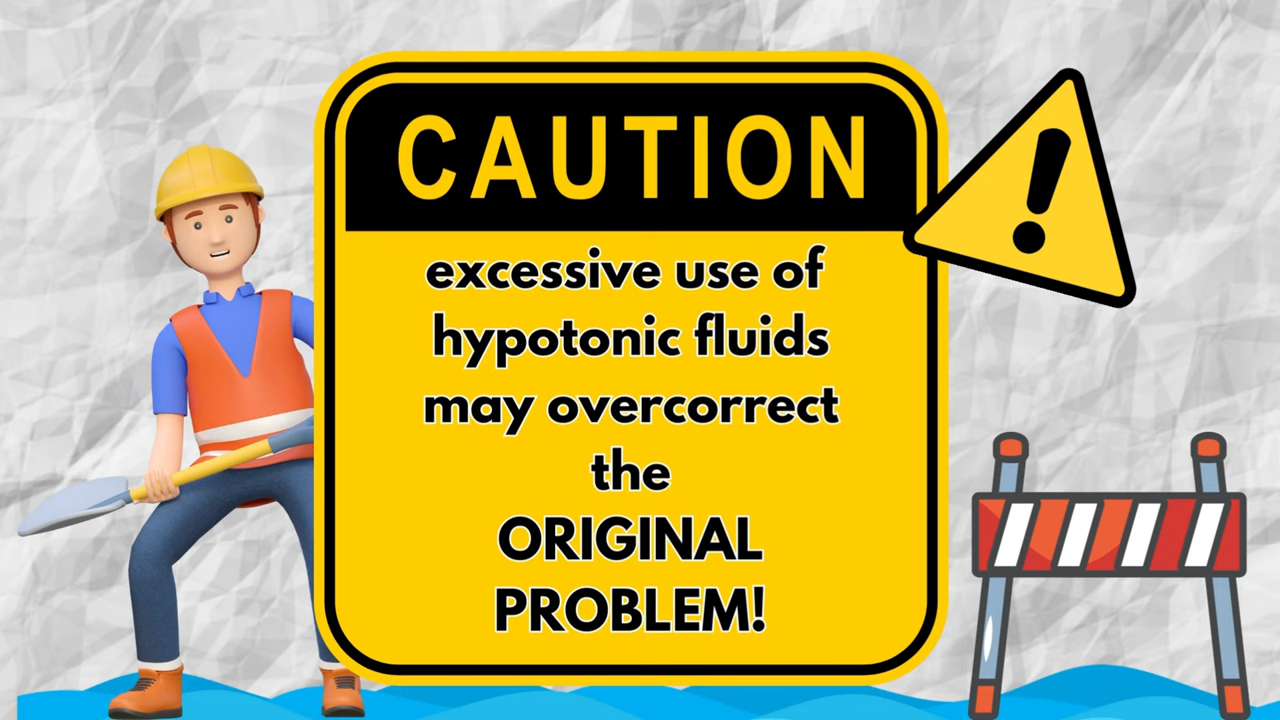 CAUTION
excessive use of
hypotonic fluids
may overcorrect
the
ORIGINAL
PROBLEM!